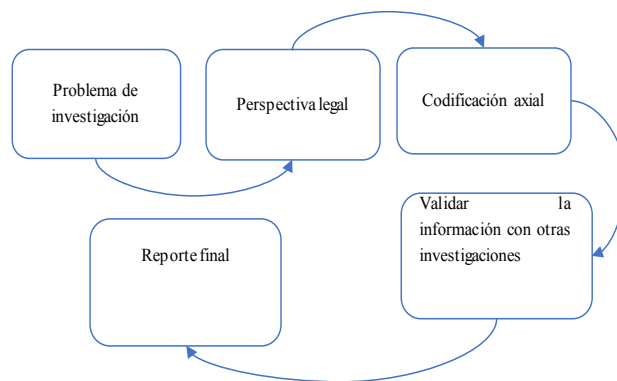 Problema de
investigación
Perspectiva legal
Codificación axial
Validar la
información con otras
investigaciones
Reporte final